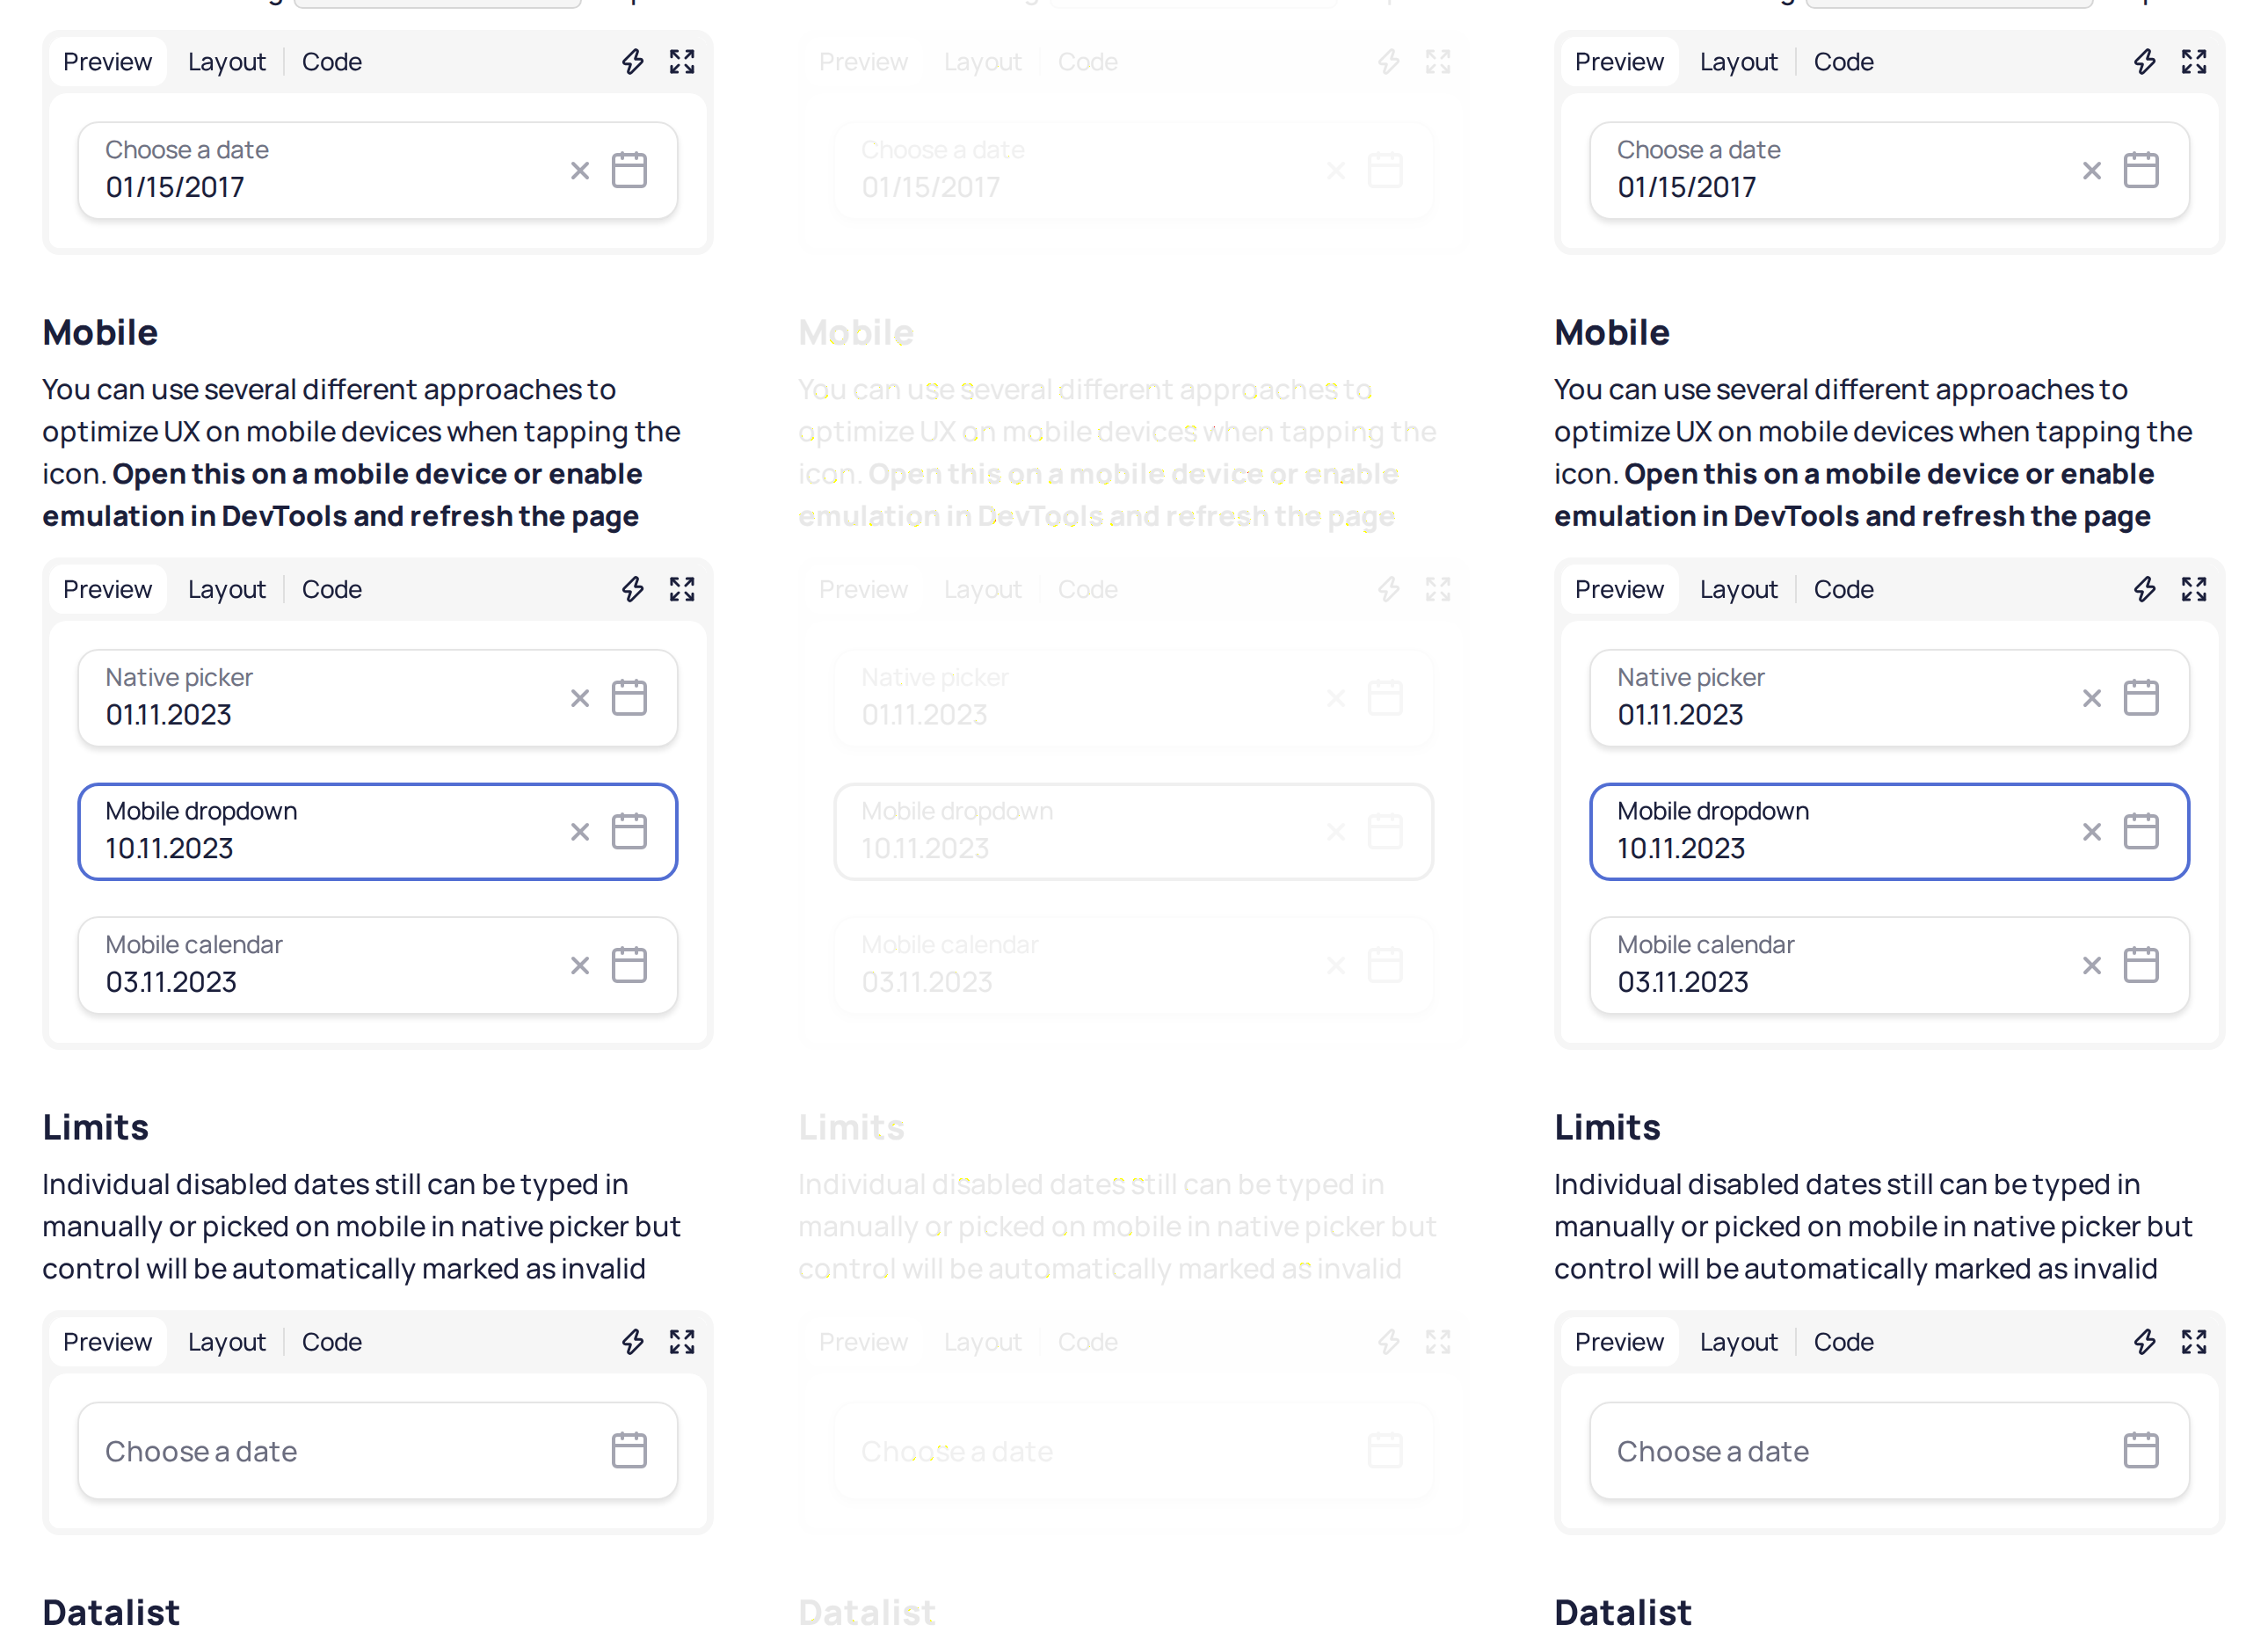 Preview Layout Code
Choose a date
01/15/2017
Mobile
You can use several different approaches to
optimize UX on mobile devices when tapping the
icon. Open this on a mobile device or enable
emulation in DevTools and refresh the page
Preview Layout Code
Native picker
01.11.2023
Mobile dropdown
10.11.2023
Mobile calendar
03.11.2023
Limits
Individual disabled dates still can be typed in
manually or picked on mobile in native picker but
control will be automatically marked as invalid
Preview Layout Code
Choose a date
Datalist
Preview Layout Code
Choose a date
01/15/2017
Mobile
You can use several different approaches to
optimize UX on mobile devices when tapping the
icon. Open this on a mobile device or enable
emulation in DevTools and refresh the page
Preview Layout Code
Native picker
01.11.2023
Mobile dropdown
10.11.2023
Mobile calendar
03.11.2023
Limits
Individual disabled dates still can be typed in
manually or picked on mobile in native picker but
control will be automatically marked as invalid
Preview Layout Code
Choose a date
Datalist
Preview Layout Code
Choose a date
01/15/2017
Mobile
You can use several different approaches to
optimize UX on mobile devices when tapping the
icon. Open this on a mobile device or enable
emulation in DevTools and refresh the page
Preview Layout Code
Native picker
01.11.2023
Mobile dropdown
10.11.2023
Mobile calendar
03.11.2023
Limits
Individual disabled dates still can be typed in
manually or picked on mobile in native picker but
control will be automatically marked as invalid
Preview Layout Code
Choose a date
Datalist